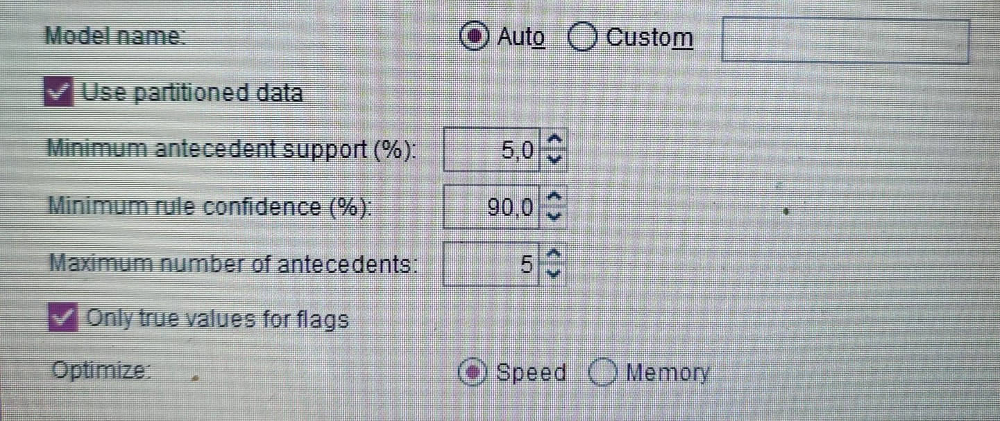 Model name: Auto Custom
Use partitioned data
Minimum antecedent support (%): 5,0
Minimum rule confidence (%): 90,0
Maximum number of antecedents: 5
Only true values for flags
Optimize: Speed Memory